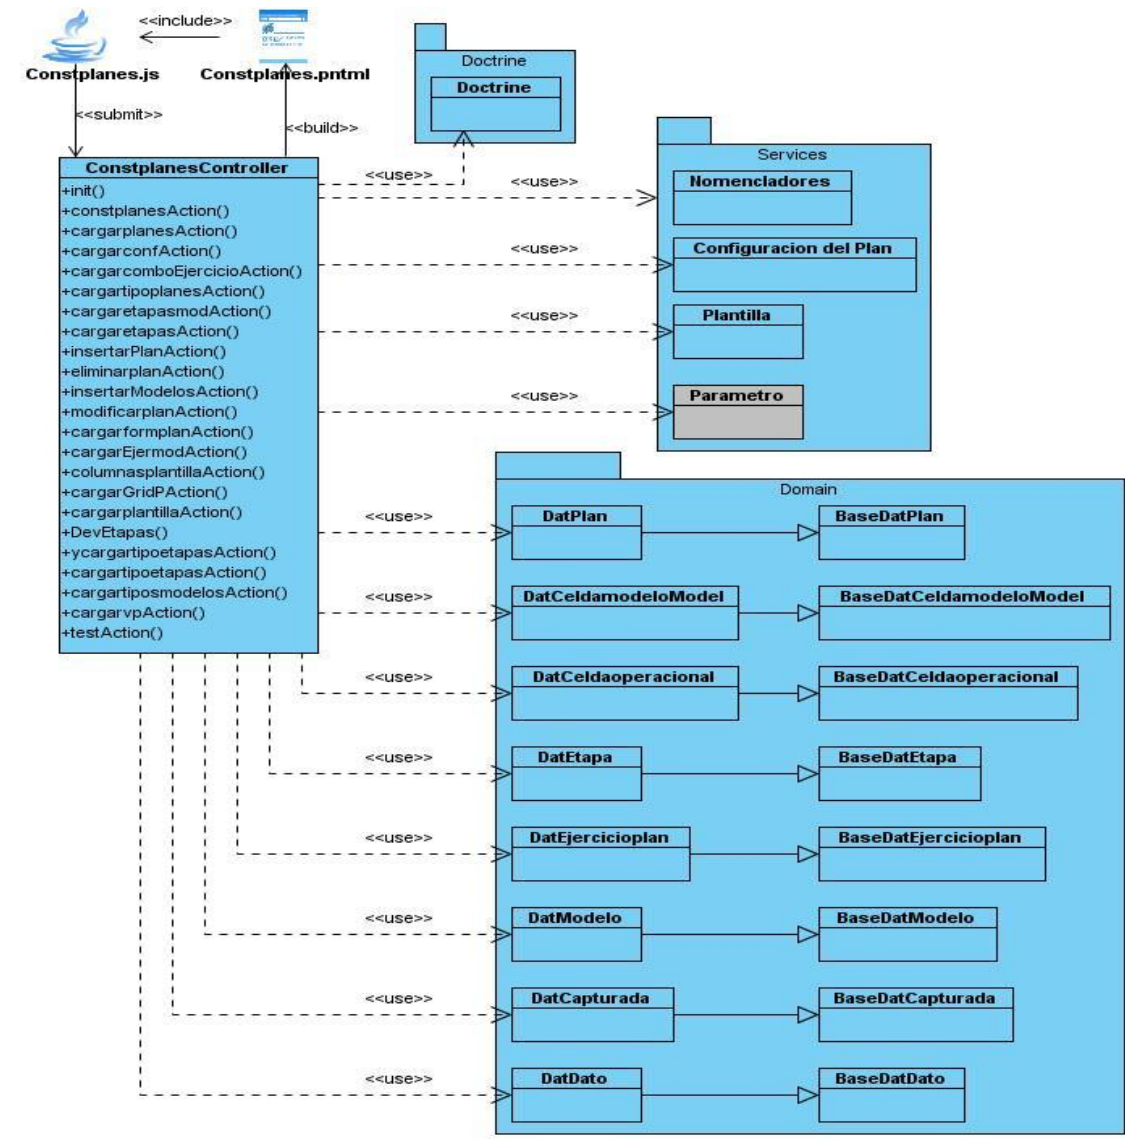 <<include>>
Constplanes.js
Constplanes.pntml
<<submit>>
<<build>>
ConstplanesController
+init()
+constplanesAction()
+cargarplanesAction()
+cargarconfAction()
+cargarcomboEjercicioAction()
+cargartipoplanesAction()
+cargaretapasmodAction()
+cargaretapasAction()
+insertarPlanAction()
+eliminarplanAction()
+insertarModelosAction()
+modificarplanAction()
+cargarformplanAction()
+cargarEjermodAction()
+columnasplantillaAction()
+cargarGridPAction()
+cargarplantillaAction()
+DevEtapas()
+ycargartipoetapasAction()
+cargartipoetapasAction()
+cargartiposmodelosAction()
+cargarvpAction()
+testAction()
Doctrine
Doctrine
<<use>>
Services
<<use>>
Nomencladores
<<use>>
Configuracion del Plan
<<use>>
Plantilla
<<use>>
Parametro
Domain
<<use>>
DatPlan
BaseDatPlan
<<use>>
DatCeldamodeloModel
BaseDatCeldamodeloModel
<<use>>
DatCeldaoperacional
BaseDatCeldaoperacional
<<use>>
DatEtapa
BaseDatEtapa
<<use>>
DatEjercicioplan
BaseDatEjercicioplan
<<use>>
DatModelo
BaseDatModelo
<<use>>
DatCapturada
BaseDatCapturada
<<use>>
DatDato
BaseDatDato